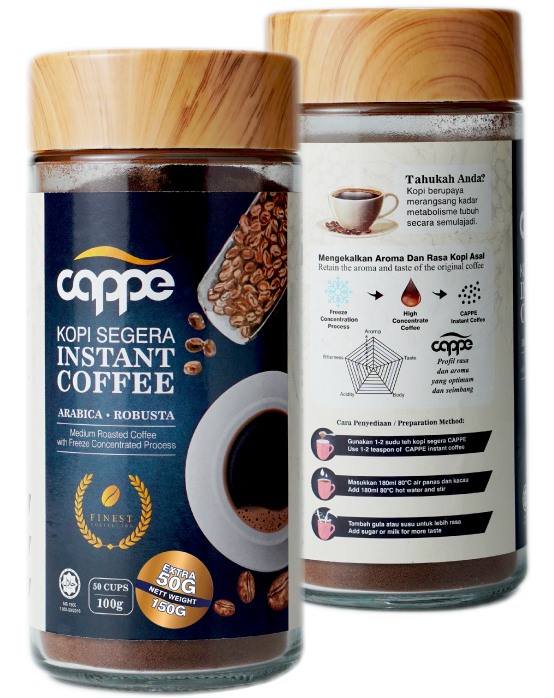 cappe
KOPI SEGERA
INSTANT
COFFEE
ARABICA • ROBUSTA
Medium Roasted Coffee
with Freeze Concentrated Process
FINEST
COLLECTION
50 CUPS
100g
EXTRA
50G
NETT WEIGHT
150G
Tahukah Anda?
Kopi berupaya
merangsang kadar
metabolisme tubuh
secara semulajadi.
Mengekalkan Aroma Dan Rasa Kopi Asal
Retain the aroma and taste of the original coffee
Freeze
Concentration
Process
High
Concentrate
Coffee
CAPPE
Instant Coffee
Aroma
Bitterness
Taste
Acidity
Body
cappe
Profil rasa
dan aroma
yang optimum
dan seimbang
Cara Penyediaan / Preparation Method:
Gunakan 1-2 sudu teh kopi segera CAPPE
Use 1-2 teaspon of CAPPE instant coffee
Masukkan 180ml 80°C air panas dan kacau
Add 180ml 80°C hot water and stir
Tambah gula atau susu untuk lebih rasa
Add sugar or milk for more taste